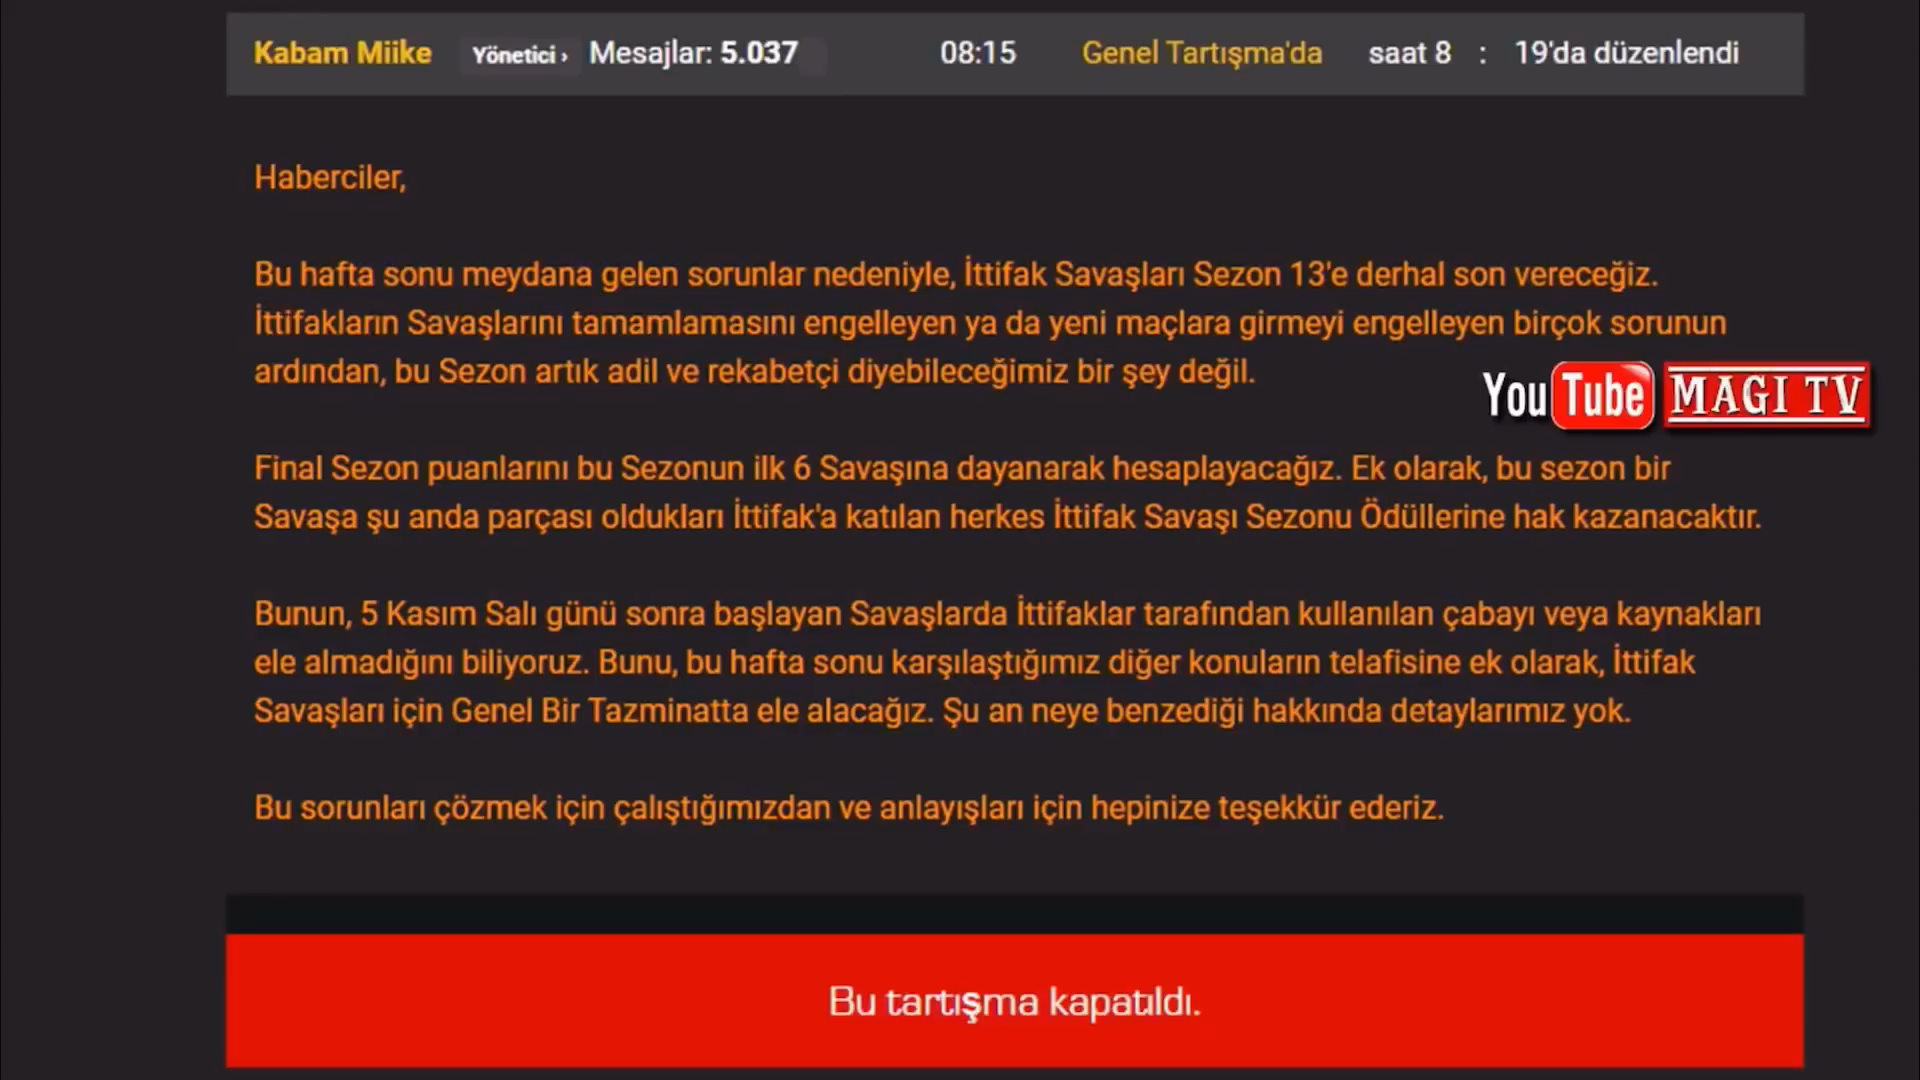 Kabam Miike Yönetici › Mesajlar: 5.037 08:15 Genel Tartışma'da saat 8 : 19'da düzenlendi
Haberciler,
Bu hafta sonu meydana gelen sorunlar nedeniyle, İttifak Savaşları Sezon 13'e derhal son vereceğiz.
İttifakların Savaşlarını tamamlamasını engelleyen ya da yeni maçlara girmeyi engelleyen birçok sorunun
ardından, bu Sezon artık adil ve rekabetçi diyebileceğimiz bir şey değil.
You Tube MAGI TV
Final Sezon puanlarını bu Sezonun ilk 6 Savaşına dayanarak hesaplayacağız. Ek olarak, bu sezon bir
Savaşa şu anda parçası oldukları İttifak'a katılan herkes İttifak Savaşı Sezonu Ödüllerine hak kazanacaktır.
Bunun, 5 Kasım Salı günü sonra başlayan Savaşlarda İttifaklar tarafından kullanılan çabayı veya kaynakları
ele almadığını biliyoruz. Bunu, bu hafta sonu karşılaştığımız diğer konuların telafisine ek olarak, İttifak
Savaşları için Genel Bir Tazminatta ele alacağız. Şu an neye benzediği hakkında detaylarımız yok.
Bu sorunları çözmek için çalıştığımızdan ve anlayışları için hepinize teşekkür ederiz.
Bu tartışma kapatıldı.